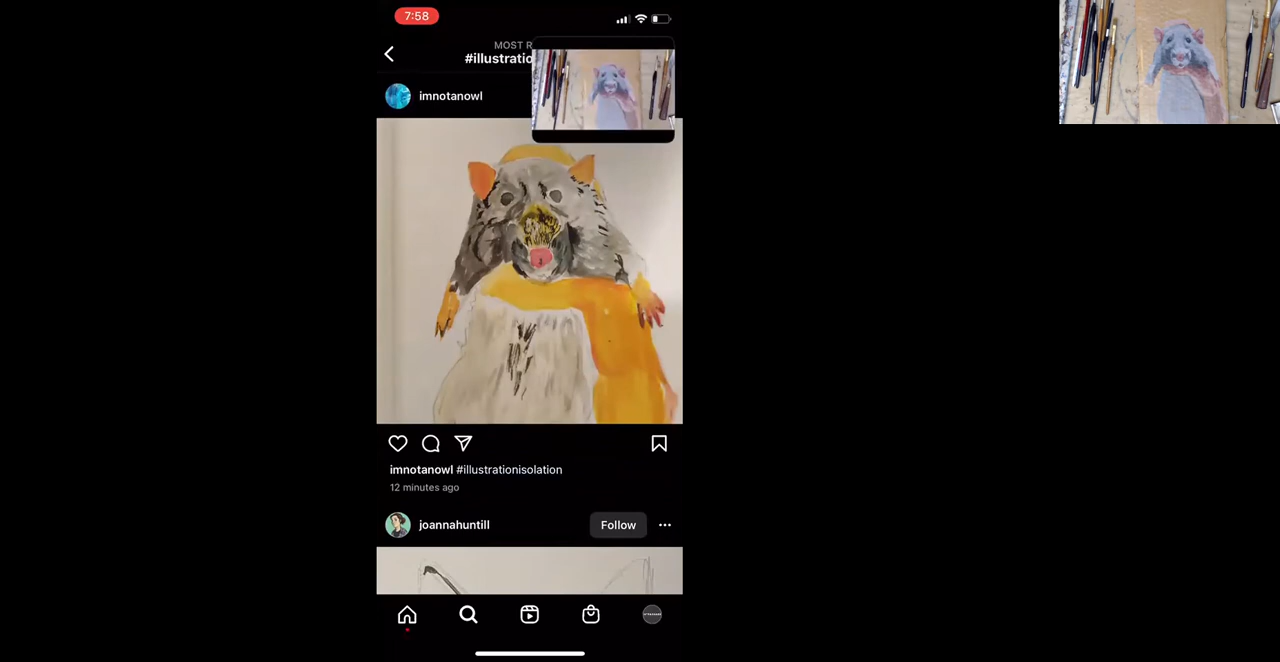 7:58
MOST R
#illustratio
imnotanowl
imnotanowl #illustrationisolation
12 minutes ago
joannahuntill
Follow